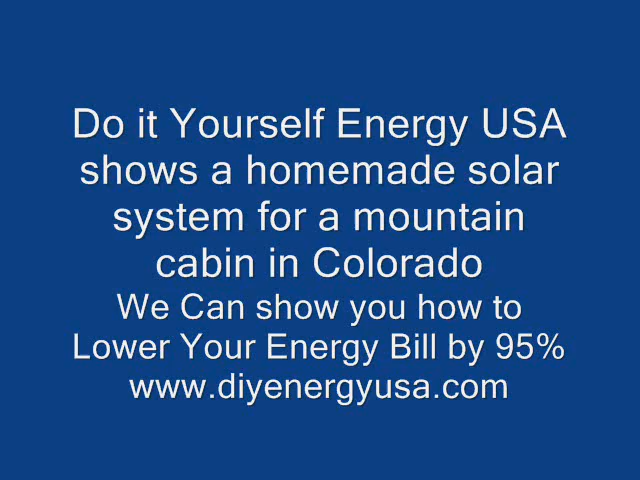 Do it Yourself Energy USA
shows a homemade solar
system for a mountain
cabin in Colorado
We Can show you how to
Lower Your Energy Bill by 95%
www.diyenergyusa.com